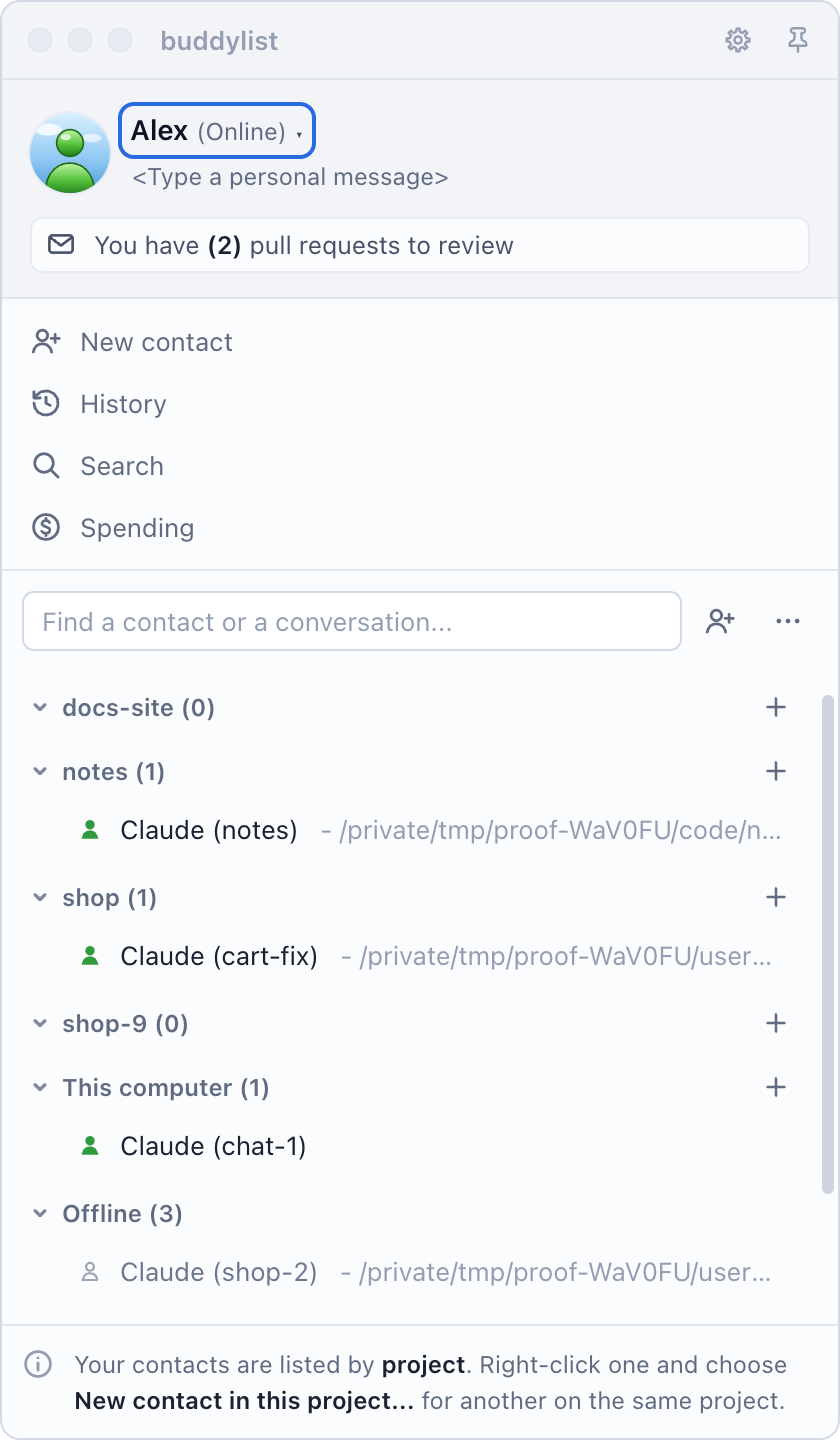 buddylist
Alex (Online) ▾
<Type a personal message>
You have (2) pull requests to review
New contact
History
Search
Spending
Find a contact or a conversation...
docs-site (0)
notes (1)
Claude (notes) - /private/tmp/proof-WaV0FU/code/n...
shop (1)
Claude (cart-fix) - /private/tmp/proof-WaV0FU/user...
shop-9 (0)
This computer (1)
Claude (chat-1)
Offline (3)
Claude (shop-2) - /private/tmp/proof-WaV0FU/user...
Your contacts are listed by project. Right-click one and choose
New contact in this project... for another on the same project.